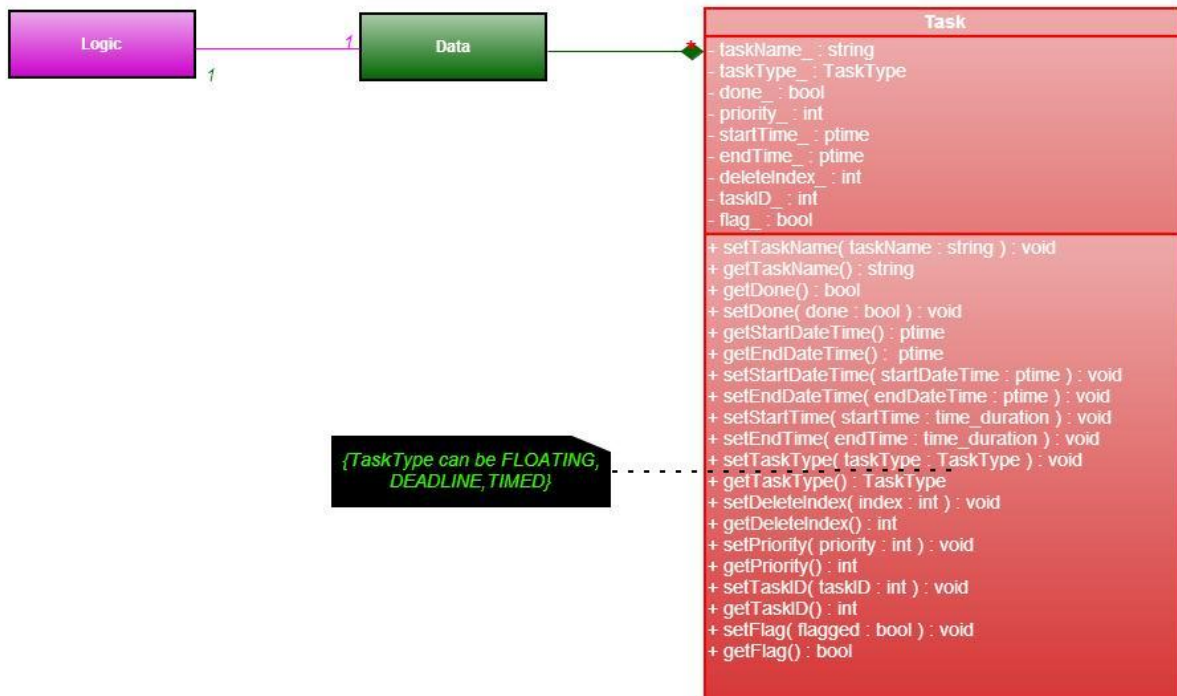 Logic
1
1
Data
*
Task
- taskName_ : string
- taskType_ : TaskType
- done_ : bool
- priority_ : int
- startTime_ : ptime
- endTime_ : ptime
- deleteIndex_ : int
- taskID_ : int
- flag_ : bool
+ setTaskName( taskName : string ) : void
+ getTaskName() : string
+ getDone() : bool
+ setDone( done : bool ) : void
+ getStartDateTime() : ptime
+ getEndDateTime() : ptime
+ setStartDateTime( startDateTime : ptime ) : void
+ setEndDateTime( endDateTime : ptime ) : void
+ setStartTime( startTime : time_duration ) : void
+ setEndTime( endTime : time_duration ) : void
+ setTaskType( taskType : TaskType ) : void
+ getTaskType() : TaskType
+ setDeleteIndex( index : int ) : void
+ getDeleteIndex() : int
+ setPriority( priority : int ) : void
+ getPriority() : int
+ setTaskID( taskID : int ) : void
+ getTaskID() : int
+ setFlag( flagged : bool ) : void
+ getFlag() : bool
{TaskType can be FLOATING,
DEADLINE,TIMED}